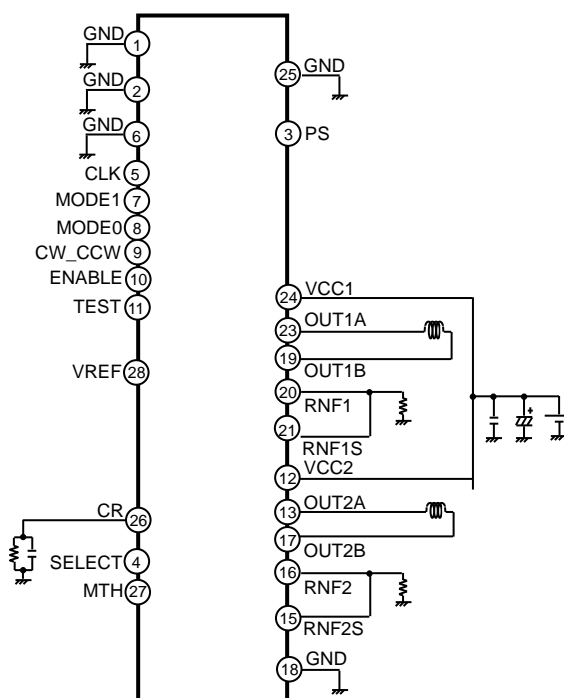 GND 1
GND 2
GND 6
CLK 5
MODE1 7
MODE0 8
CW_CCW 9
ENABLE 10
TEST 11
VREF 28
CR 26
SELECT 4
MTH 27
25 GND
3 PS
24 VCC1
23 OUT1A
19 OUT1B
20 RNF1
21 RNF1S
12 VCC2
13 OUT2A
17 OUT2B
16 RNF2
15 RNF2S
18 GND
+